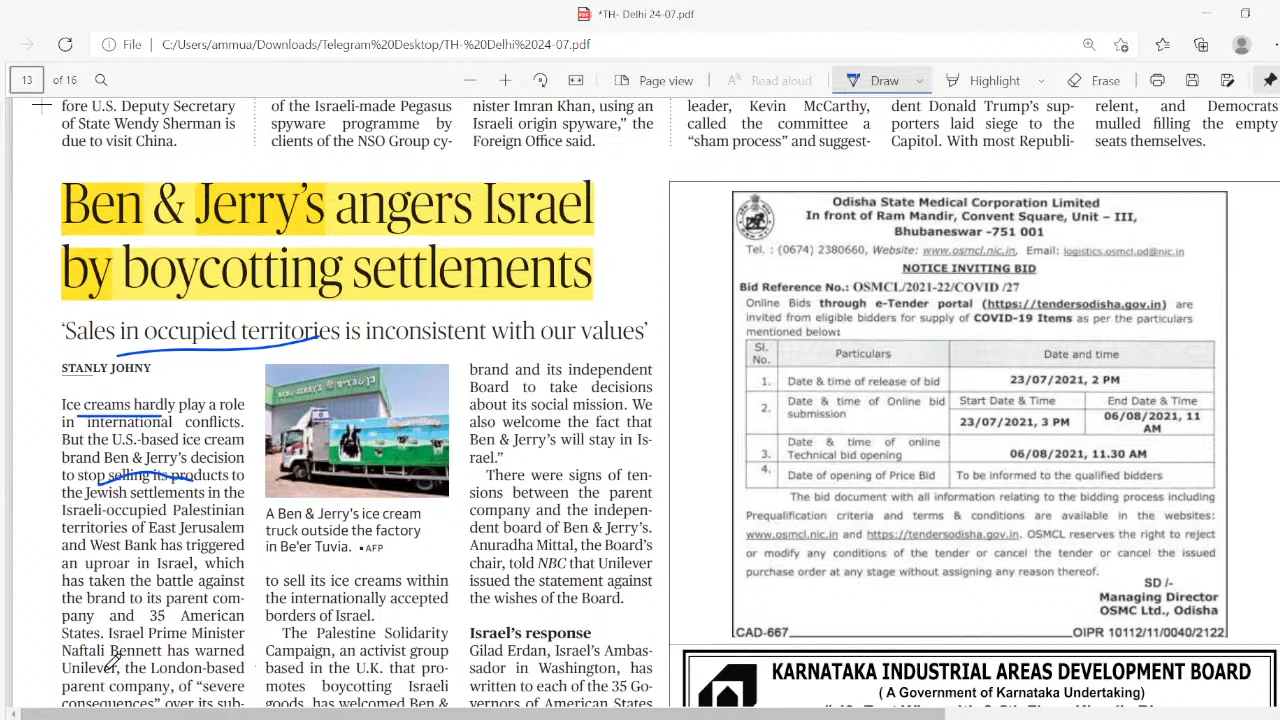 *TH- Delhi 24-07.pdf
File
C:/Users/ammua/Downloads/Telegram%20Desktop/TH-%20Delhi%2024-07.pdf
13 of 16
Page view
Read aloud
Draw
Highlight
Erase
fore U.S. Deputy Secretary
of State Wendy Sherman is
due to visit China.
of the Israeli-made Pegasus
spyware programme by
clients of the NSO Group cy-
nister Imran Khan, using an
Israeli origin spyware,” the
Foreign Office said.
leader, Kevin McCarthy,
called the committee a
“sham process” and suggest-
dent Donald Trump’s sup-
porters laid siege to the
Capitol. With most Republi-
relent, and Democrats
mulled filling the empty
seats themselves.
Ben & Jerry’s angers Israel
by boycotting settlements
‘Sales in occupied territories is inconsistent with our values’
STANLY JOHNY
Ice creams hardly play a role
in international conflicts.
But the U.S.-based ice cream
brand Ben & Jerry’s decision
to stop selling its products to
the Jewish settlements in the
Israeli-occupied Palestinian
territories of East Jerusalem
and West Bank has triggered
an uproar in Israel, which
has taken the battle against
the brand to its parent com-
pany and 35 American
States. Israel Prime Minister
Naftali Bennett has warned
Unilever, the London-based
parent company, of “severe
consequences” over its sub-
A Ben & Jerry’s ice cream
truck outside the factory
in Be’er Tuvia. ▪ AFP
to sell its ice creams within
the internationally accepted
borders of Israel.
The Palestine Solidarity
Campaign, an activist group
based in the U.K. that pro-
motes boycotting Israeli
goods, has welcomed Ben &
brand and its independent
Board to take decisions
about its social mission. We
also welcome the fact that
Ben & Jerry’s will stay in Is-
rael.”
There were signs of ten-
sions between the parent
company and the indepen-
dent board of Ben & Jerry’s.
Anuradha Mittal, the Board’s
chair, told NBC that Unilever
issued the statement against
the wishes of the Board.
Israel’s response
Gilad Erdan, Israel’s Ambas-
sador in Washington, has
written to each of the 35 Go-
vernors of American States
Odisha State Medical Corporation Limited
In front of Ram Mandir, Convent Square, Unit – III,
Bhubaneswar -751 001
Tel. : (0674) 2380660, Website: www.osmcl.nic.in, Email: logistics.osmcl.od@nic.in
NOTICE INVITING BID
Bid Reference No.: OSMCL/2021-22/COVID /27
Online Bids through e-Tender portal (https://tendersodisha.gov.in) are
invited from eligible bidders for supply of COVID-19 Items as per the particulars
mentioned below:
Sl. No. Particulars Date and time
1. Date & time of release of bid 23/07/2021, 2 PM
2. Date & time of Online bid submission Start Date & Time 23/07/2021, 3 PM End Date & Time 06/08/2021, 11 AM
3. Date & time of online Technical bid opening 06/08/2021, 11.30 AM
4. Date of opening of Price Bid To be informed to the qualified bidders
The bid document with all information relating to the bidding process including
Prequalification criteria and terms & conditions are available in the websites:
www.osmcl.nic.in and https://tendersodisha.gov.in. OSMCL reserves the right to reject
or modify any conditions of the tender or cancel the tender or cancel the issued
purchase order at any stage without assigning any reason thereof.
SD /-
Managing Director
OSMC Ltd., Odisha
CAD-667
OIPR 10112/11/0040/2122
KARNATAKA INDUSTRIAL AREAS DEVELOPMENT BOARD
( A Government of Karnataka Undertaking)